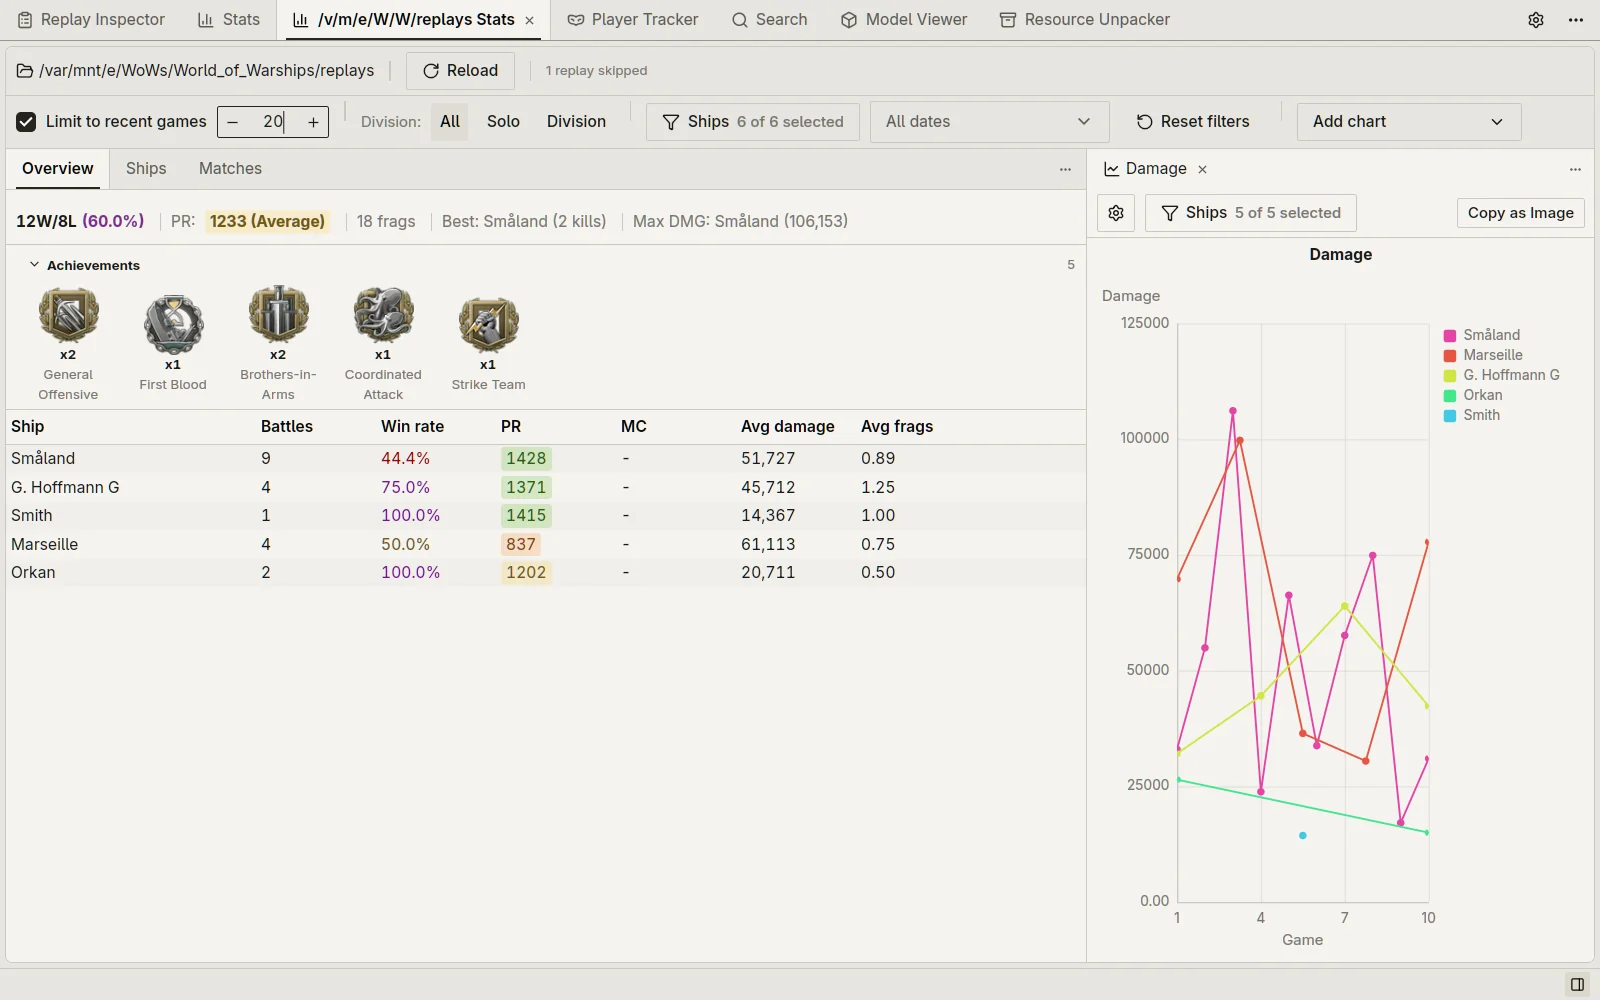 Replay Inspector
Stats
/v/m/e/W/W/replays Stats
Player Tracker
Search
Model Viewer
Resource Unpacker
/var/mnt/e/WoWs/World_of_Warships/replays
Reload
1 replay skipped
Limit to recent games
− 20 +
Division: All Solo Division
Ships 6 of 6 selected
All dates
Reset filters
Add chart
Overview Ships Matches
12W/8L (60.0%)
PR: 1233 (Average)
18 frags
Best: Småland (2 kills)
Max DMG: Småland (106,153)
Achievements 5
x2
General
Offensive
x1
First Blood
x2
Brothers-in-
Arms
x1
Coordinated
Attack
x1
Strike Team
Ship Battles Win rate PR MC Avg damage Avg frags
Småland 9 44.4% 1428 - 51,727 0.89
G. Hoffmann G 4 75.0% 1371 - 45,712 1.25
Smith 1 100.0% 1415 - 14,367 1.00
Marseille 4 50.0% 837 - 61,113 0.75
Orkan 2 100.0% 1202 - 20,711 0.50
Damage
Ships 5 of 5 selected
Copy as Image
Damage
Damage
125000
100000
75000
50000
25000
0.00
1 4 7 10
Game
Småland
Marseille
G. Hoffmann G
Orkan
Smith